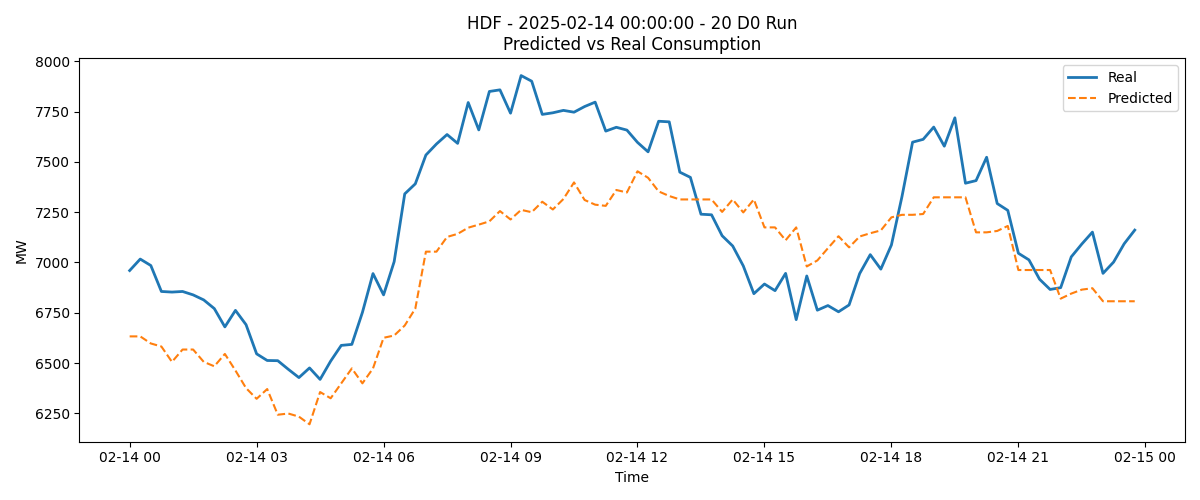 HDF - 2025-02-14 00:00:00 - 20 D0 Run
Predicted vs Real Consumption
8000
7750
7500
7250
7000
6750
6500
6250
MW
Real
Predicted
02-14 00
02-14 03
02-14 06
02-14 09
02-14 12
02-14 15
02-14 18
02-14 21
02-15 00
Time